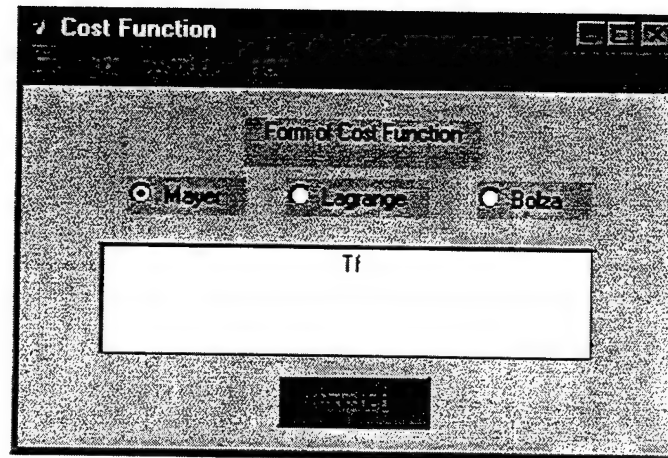 Cost Function
Form of Cost Function
Mayer Lagrange Bolza
Tf